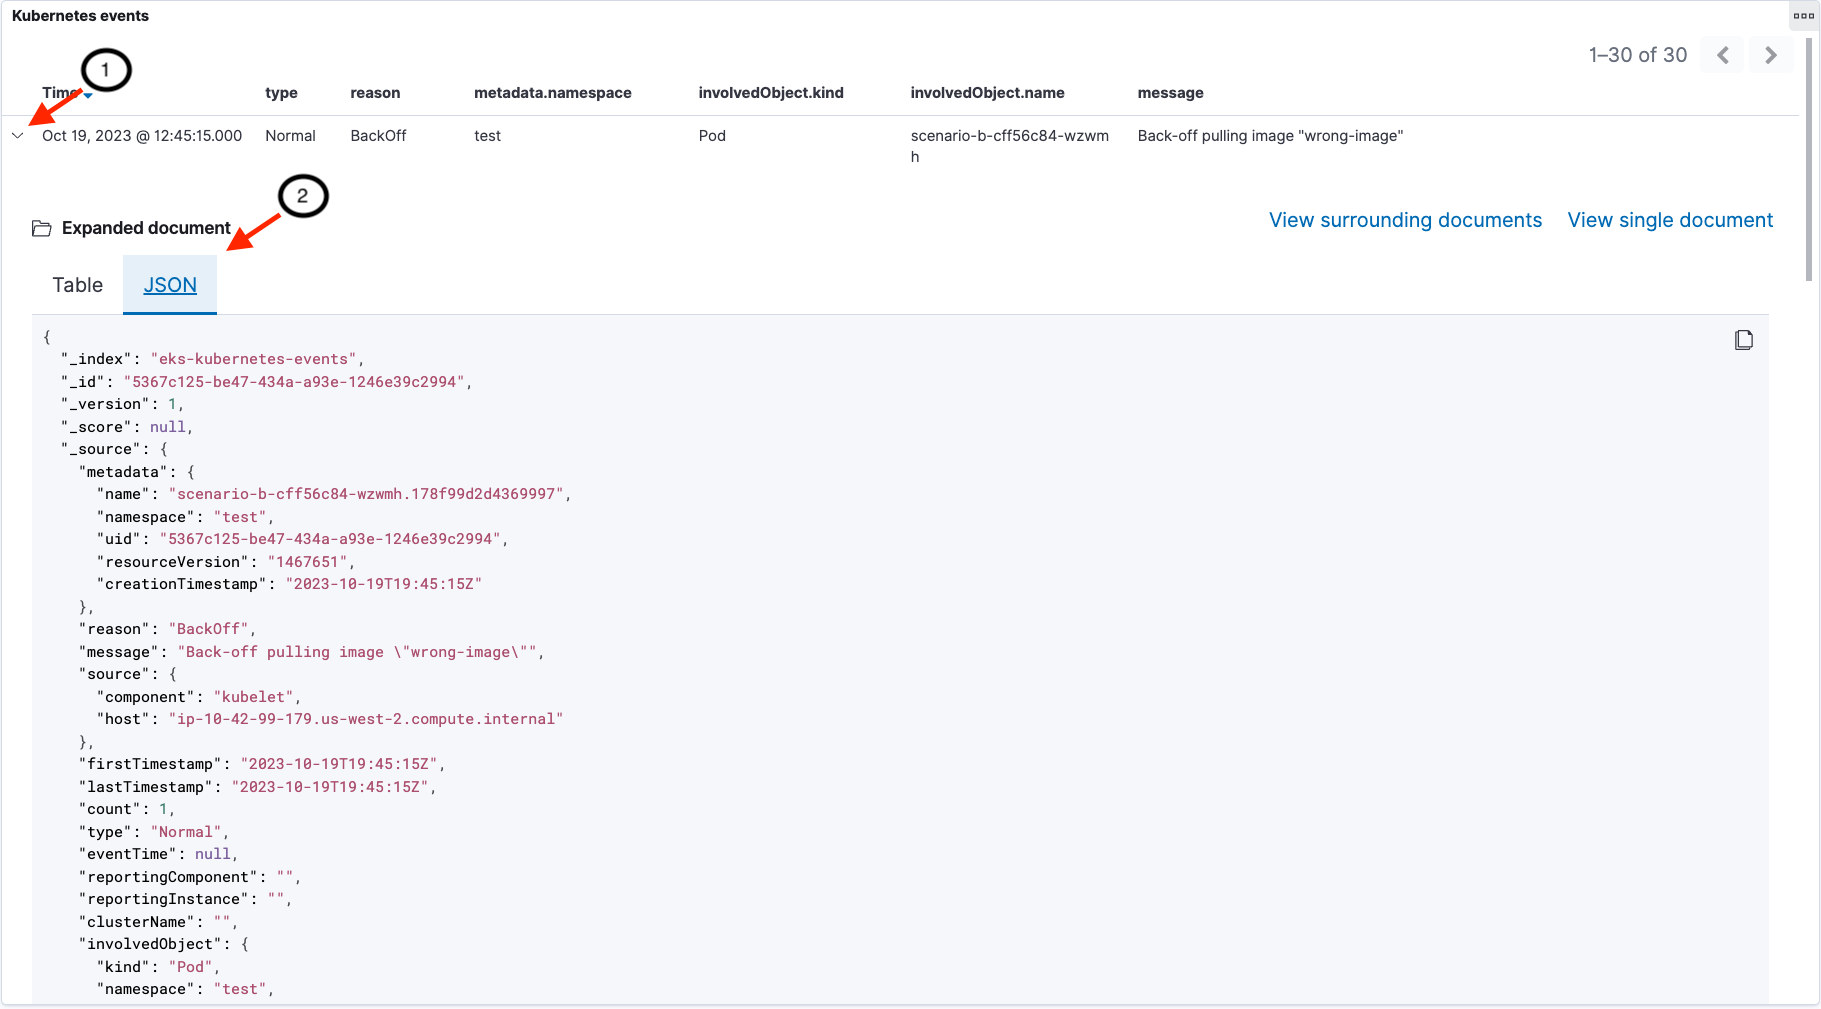 Kubernetes events
1–30 of 30
1
Time type reason metadata.namespace involvedObject.kind involvedObject.name message
Oct 19, 2023 @ 12:45:15.000 Normal BackOff test Pod scenario-b-cff56c84-wzwm Back-off pulling image "wrong-image"
h
2
Expanded document View surrounding documents View single document
Table JSON
{
"_index": "eks-kubernetes-events",
"_id": "5367c125-be47-434a-a93e-1246e39c2994",
"_version": 1,
"_score": null,
"_source": {
"metadata": {
"name": "scenario-b-cff56c84-wzwmh.178f99d2d4369997",
"namespace": "test",
"uid": "5367c125-be47-434a-a93e-1246e39c2994",
"resourceVersion": "1467651",
"creationTimestamp": "2023-10-19T19:45:15Z"
},
"reason": "BackOff",
"message": "Back-off pulling image \"wrong-image\"",
"source": {
"component": "kubelet",
"host": "ip-10-42-99-179.us-west-2.compute.internal"
},
"firstTimestamp": "2023-10-19T19:45:15Z",
"lastTimestamp": "2023-10-19T19:45:15Z",
"count": 1,
"type": "Normal",
"eventTime": null,
"reportingComponent": "",
"reportingInstance": "",
"clusterName": "",
"involvedObject": {
"kind": "Pod",
"namespace": "test",